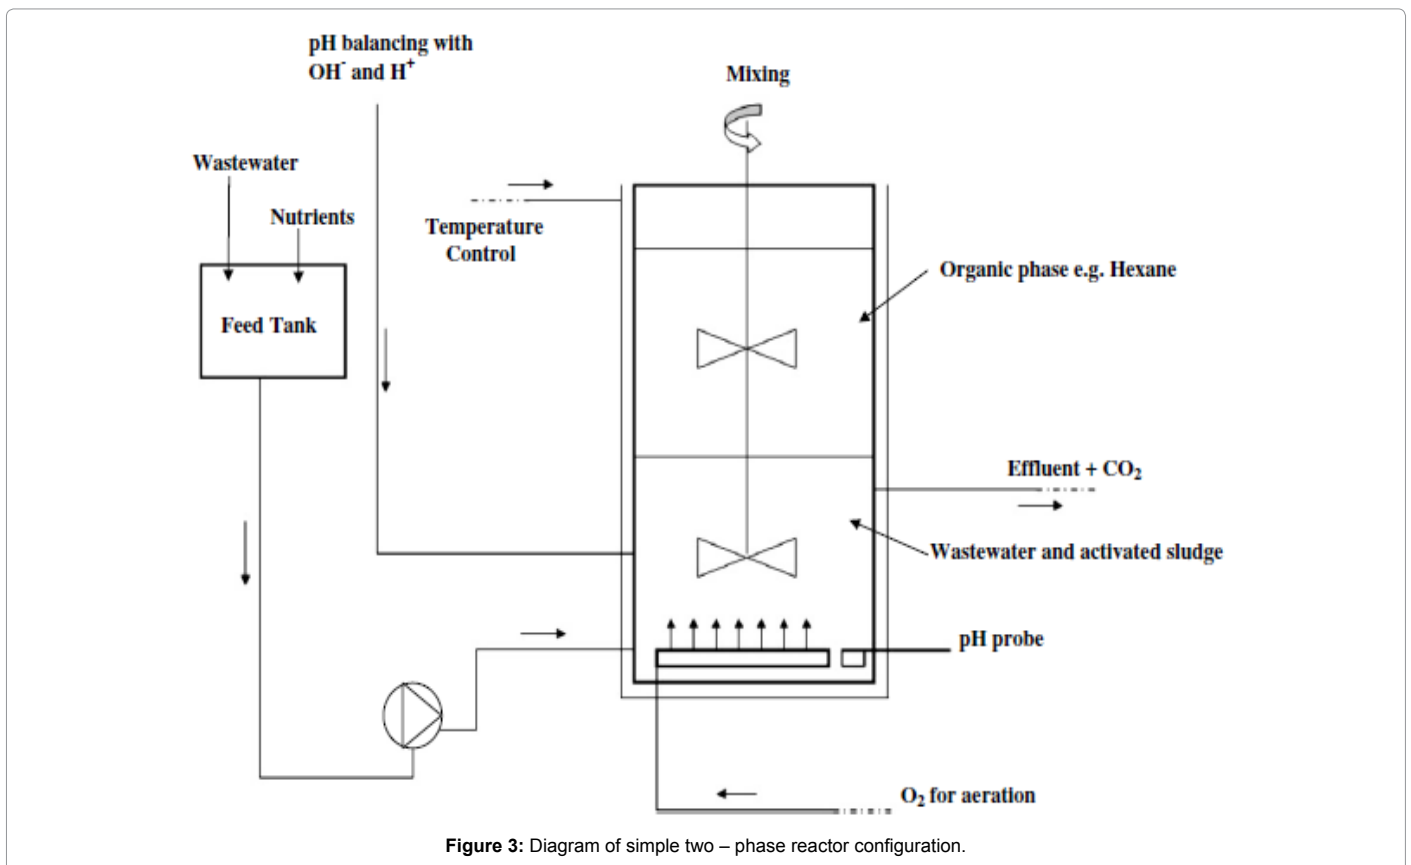 pH balancing with
OH⁻ and H⁺
Mixing
Wastewater
Nutrients
Temperature
Control
Organic phase e.g. Hexane
Feed Tank
Effluent + CO₂
Wastewater and activated sludge
pH probe
O₂ for aeration
Figure 3: Diagram of simple two – phase reactor configuration.